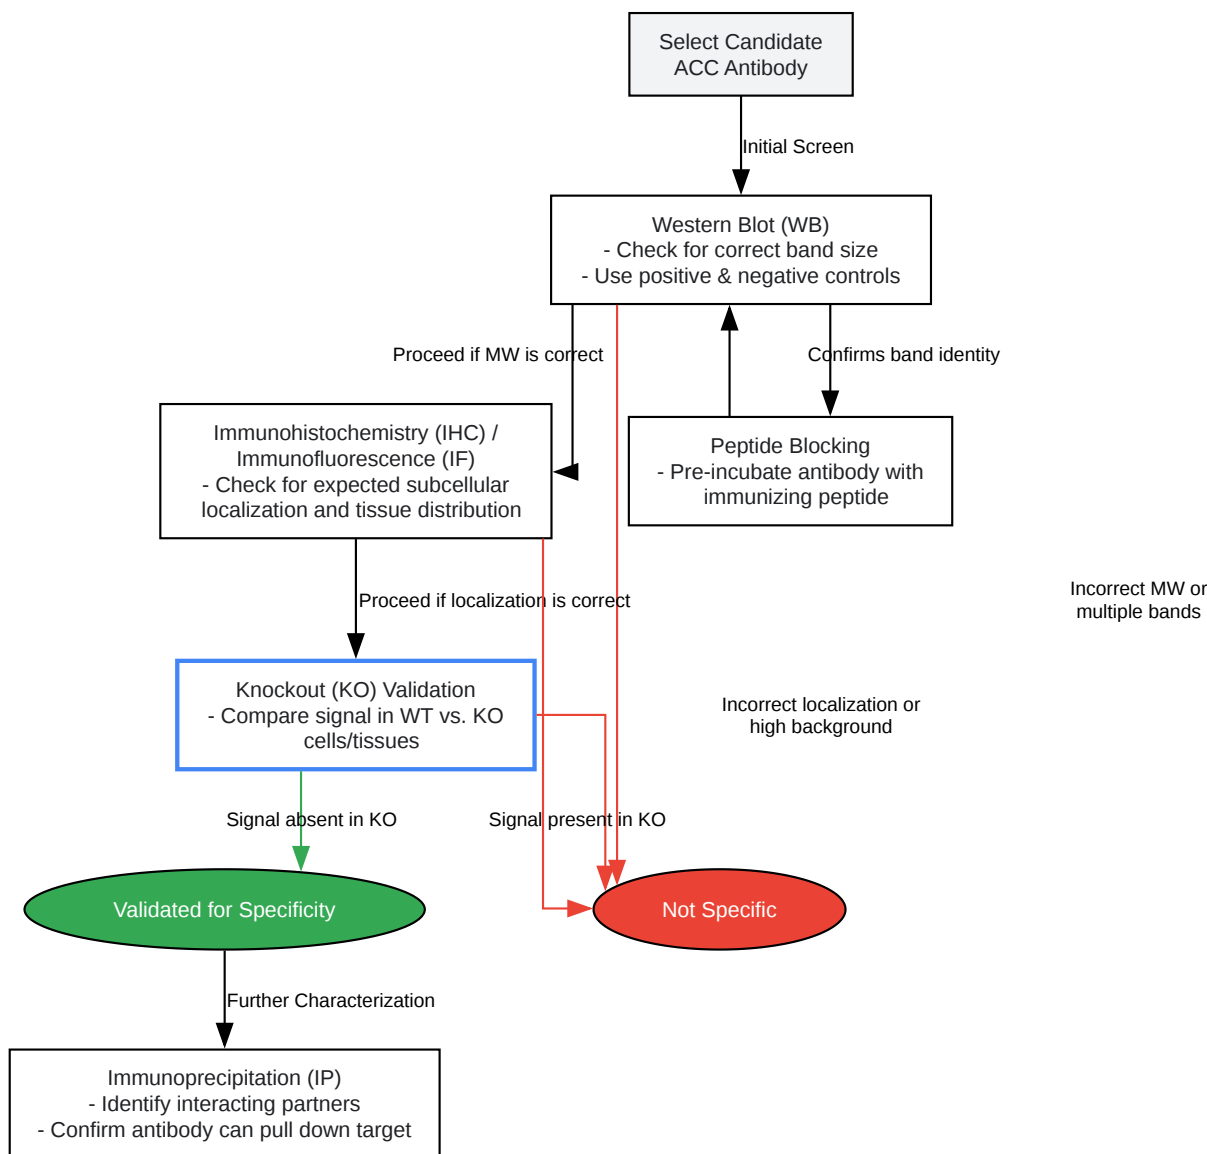 Select Candidate
ACC Antibody
Initial Screen
Western Blot (WB)
- Check for correct band size
- Use positive & negative controls
Proceed if MW is correct
Confirms band identity
Immunohistochemistry (IHC) /
Immunofluorescence (IF)
- Check for expected subcellular
localization and tissue distribution
Peptide Blocking
- Pre-incubate antibody with
immunizing peptide
Incorrect MW or
multiple bands
Proceed if localization is correct
Knockout (KO) Validation
- Compare signal in WT vs. KO
cells/tissues
Incorrect localization or
high background
Signal absent in KO
Signal present in KO
Validated for Specificity
Not Specific
Further Characterization
Immunoprecipitation (IP)
- Identify interacting partners
- Confirm antibody can pull down target